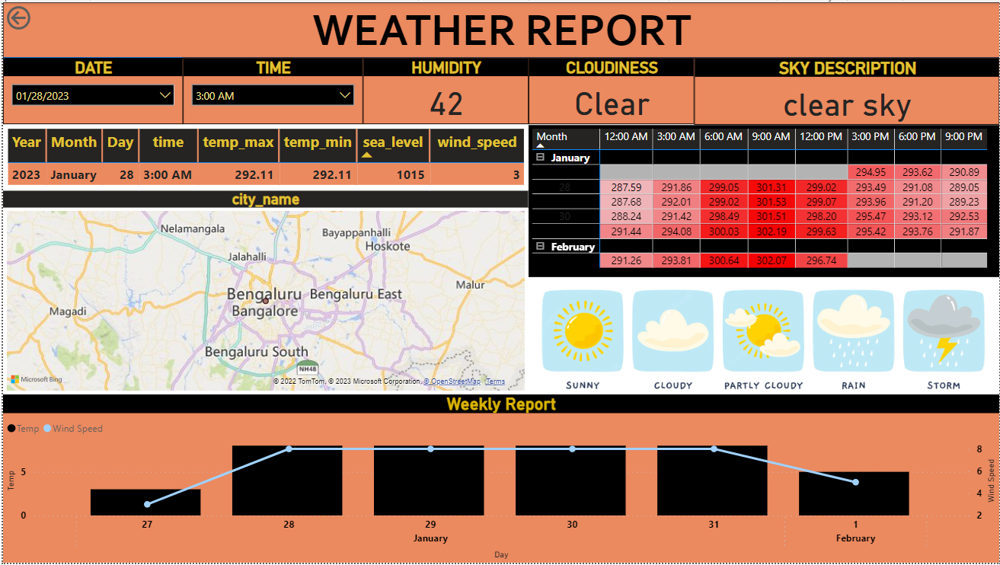 WEATHER REPORT
DATE TIME HUMIDITY CLOUDINESS SKY DESCRIPTION
01/28/2023 3:00 AM 42 Clear clear sky
Year Month Day time temp_max temp_min sea_level wind_speed
2023 January 28 3:00 AM 292.11 292.11 1015 3
Month 12:00 AM 3:00 AM 6:00 AM 9:00 AM 12:00 PM 3:00 PM 6:00 PM 9:00 PM
January
294.95 293.62 290.89
28 287.59 291.86 299.05 301.31 299.02 293.49 291.08 289.05
287.68 292.01 299.02 301.53 299.07 293.96 291.20 289.23
30 288.24 291.42 298.49 301.51 298.20 295.47 293.12 292.53
291.44 294.08 300.03 302.19 299.63 295.42 293.76 291.87
February
291.26 293.81 300.64 302.07 296.74
city_name
Nelamangala
Bayappanhalli
Hoskote
Jalahalli
Malur
Bengaluru Bengaluru East
Bangalore
Magadi
Bengaluru South
NH48
Microsoft Bing
© 2022 TomTom, © 2023 Microsoft Corporation, © OpenStreetMap Terms
SUNNY CLOUDY PARTLY CLOUDY RAIN STORM
Weekly Report
Temp Wind Speed
Temp
5
0
8
6
4
2
Wind Speed
27 28 29 30 31 1
January February
Day